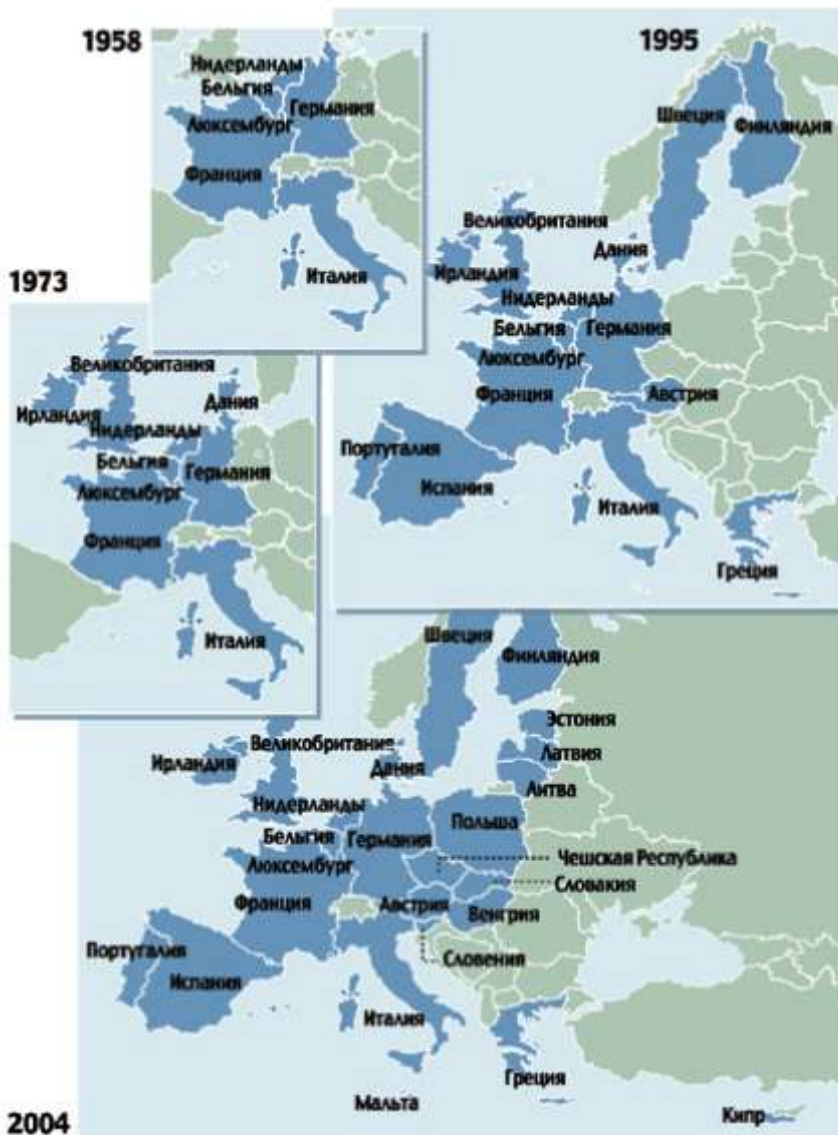 1958
Нидерланды
Бельгия
Германия
Люксембург
Франция
Италия
1995
Швеция
Финляндия
Великобритания
Дания
Ирландия
Нидерланды
Бельгия
Германия
Люксембург
Франция
Австрия
Португалия
Испания
Италия
Греция
1973
Великобритания
Ирландия
Дания
Нидерланды
Бельгия
Германия
Люксембург
Франция
Италия
Швеция
Финляндия
Эстония
Великобритания
Латвия
Ирландия
Дания
Литва
Нидерланды
Польша
Бельгия
Германия
Чешская Республика
Люксембург
Словакия
Франция
Австрия
Венгрия
Португалия
Словения
Испания
Италия
Греция
Мальта
Кипр
2004